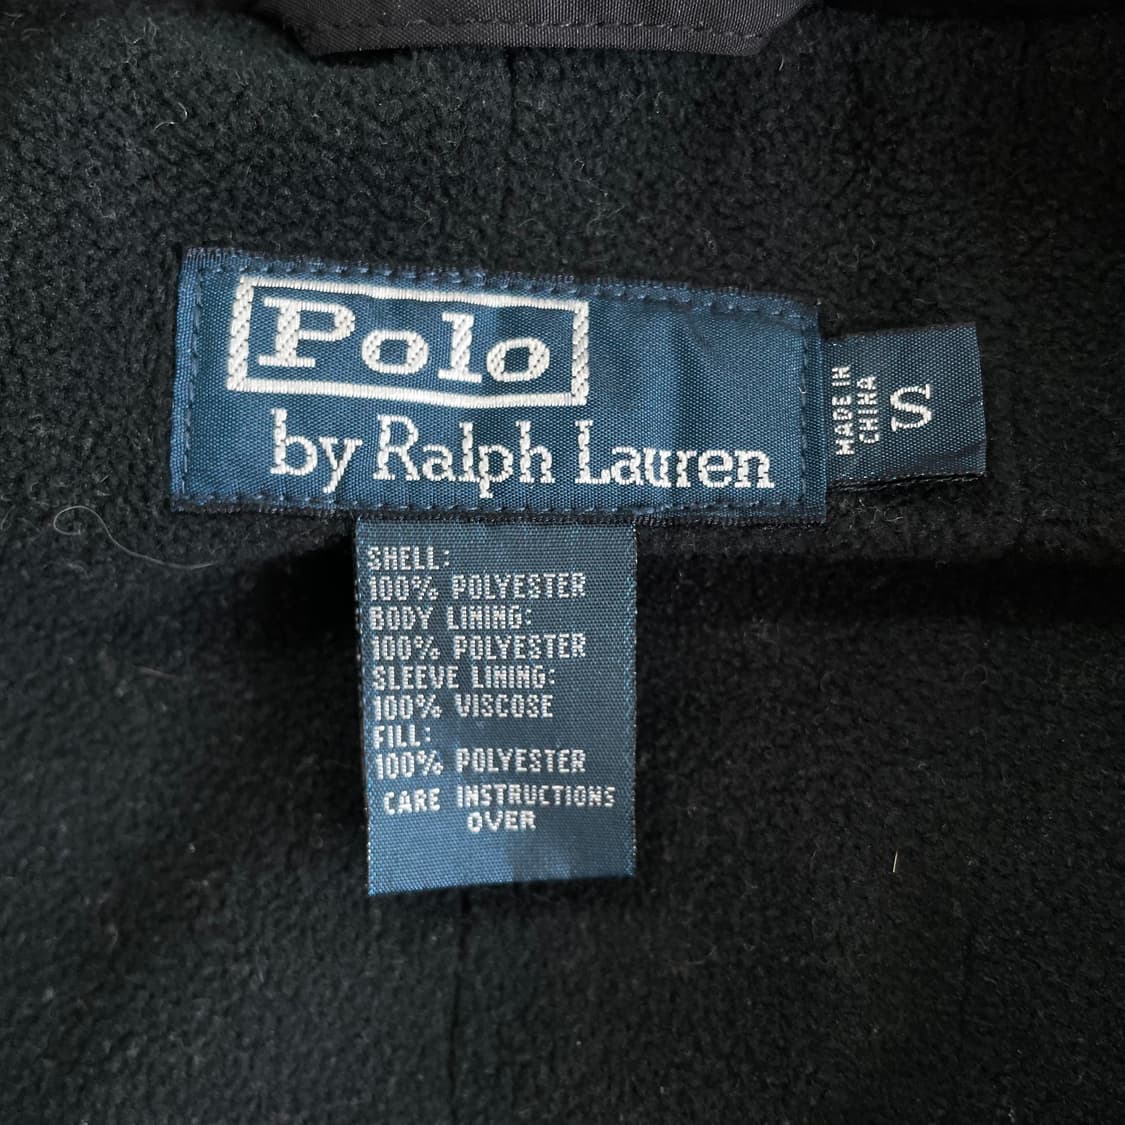 Polo
by Ralph Lauren
MADE IN
CHINA
S
SHELL:
100% POLYESTER
BODY LINING:
100% POLYESTER
SLEEVE LINING:
100% VISCOSE
FILL:
100% POLYESTER
CARE INSTRUCTIONS
OVER